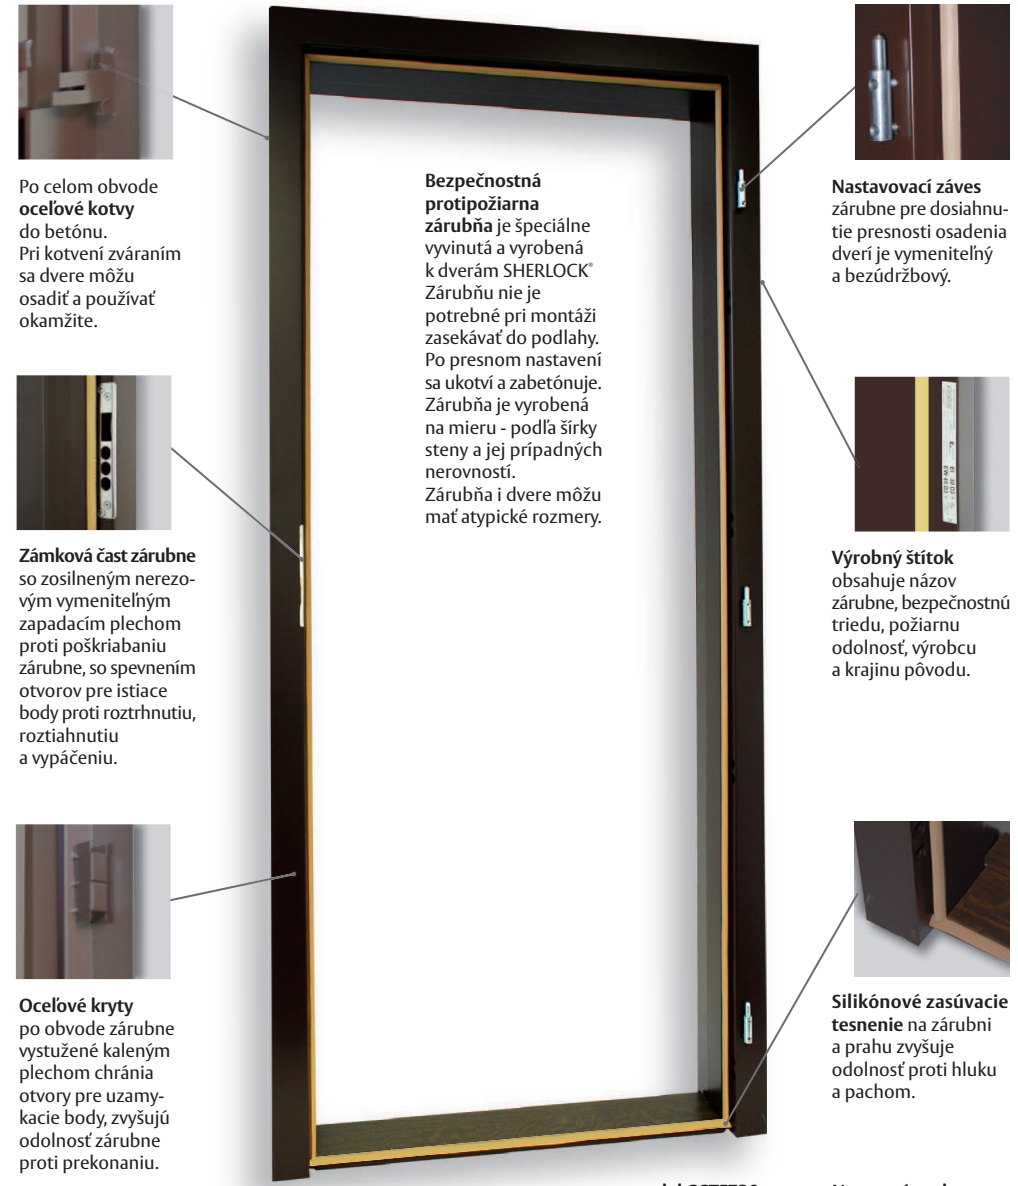 Po celom obvode
oceľové kotvy
do betónu.
Pri kotvení zváraním
sa dvere môžu
osadiť a používať
okamžite.
Zámková čast zárubne
so zosilneným nerezo-
vým vymeniteľným
zapadacím plechom
proti poškriabaniu
zárubne, so spevnením
otvorov pre istiace
body proti roztrhnutiu,
roztiahnutiu
a vypáčeniu.
Oceľové kryty
po obvode zárubne
vystužené kaleným
plechom chránia
otvory pre uzamy-
kacie body, zvyšujú
odolnosť zárubne
proti prekonaniu.
Bezpečnostná
protipožiarna
zárubňa je špeciálne
vyvinutá a vyrobená
k dverám SHERLOCK®
Zárubňu nie je
potrebné pri montáži
zasekávať do podlahy.
Po presnom nastavení
sa ukotví a zabetónuje.
Zárubňa je vyrobená
na mieru - podľa šírky
steny a jej prípadných
nerovností.
Zárubňa i dvere môžu
mať atypické rozmery.
Nastavovací záves
zárubne pre dosiahnu-
tie presnosti osadenia
dverí je vymeniteľný
a bezúdržbový.
Výrobný štítok
obsahuje názov
zárubne, bezpečnostnú
triedu, požiarnu
odolnosť, výrobcu
a krajinu pôvodu.
Silikónové zasúvacie
tesnenie na zárubni
a prahu zvyšuje
odolnosť proti hluku
a pachom.